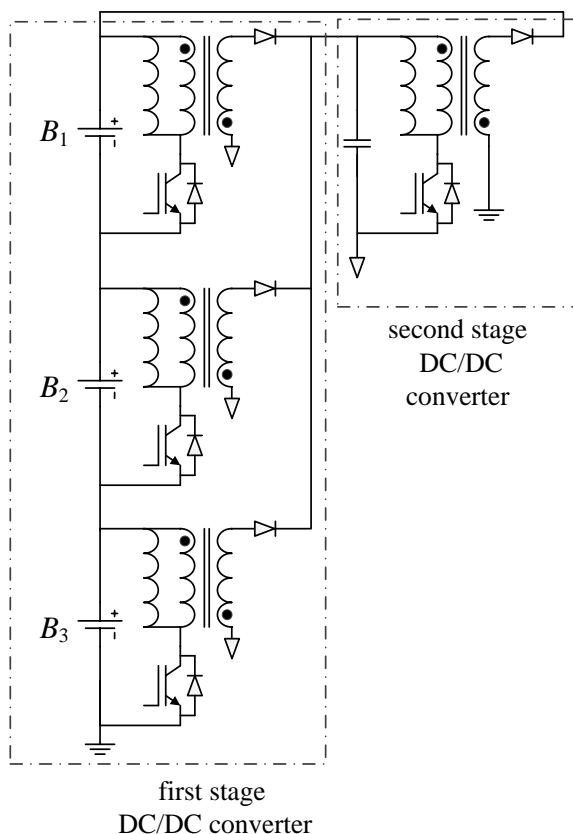 B1
+
second stage
DC/DC
converter
B2
+
B3
+
first stage
DC/DC converter